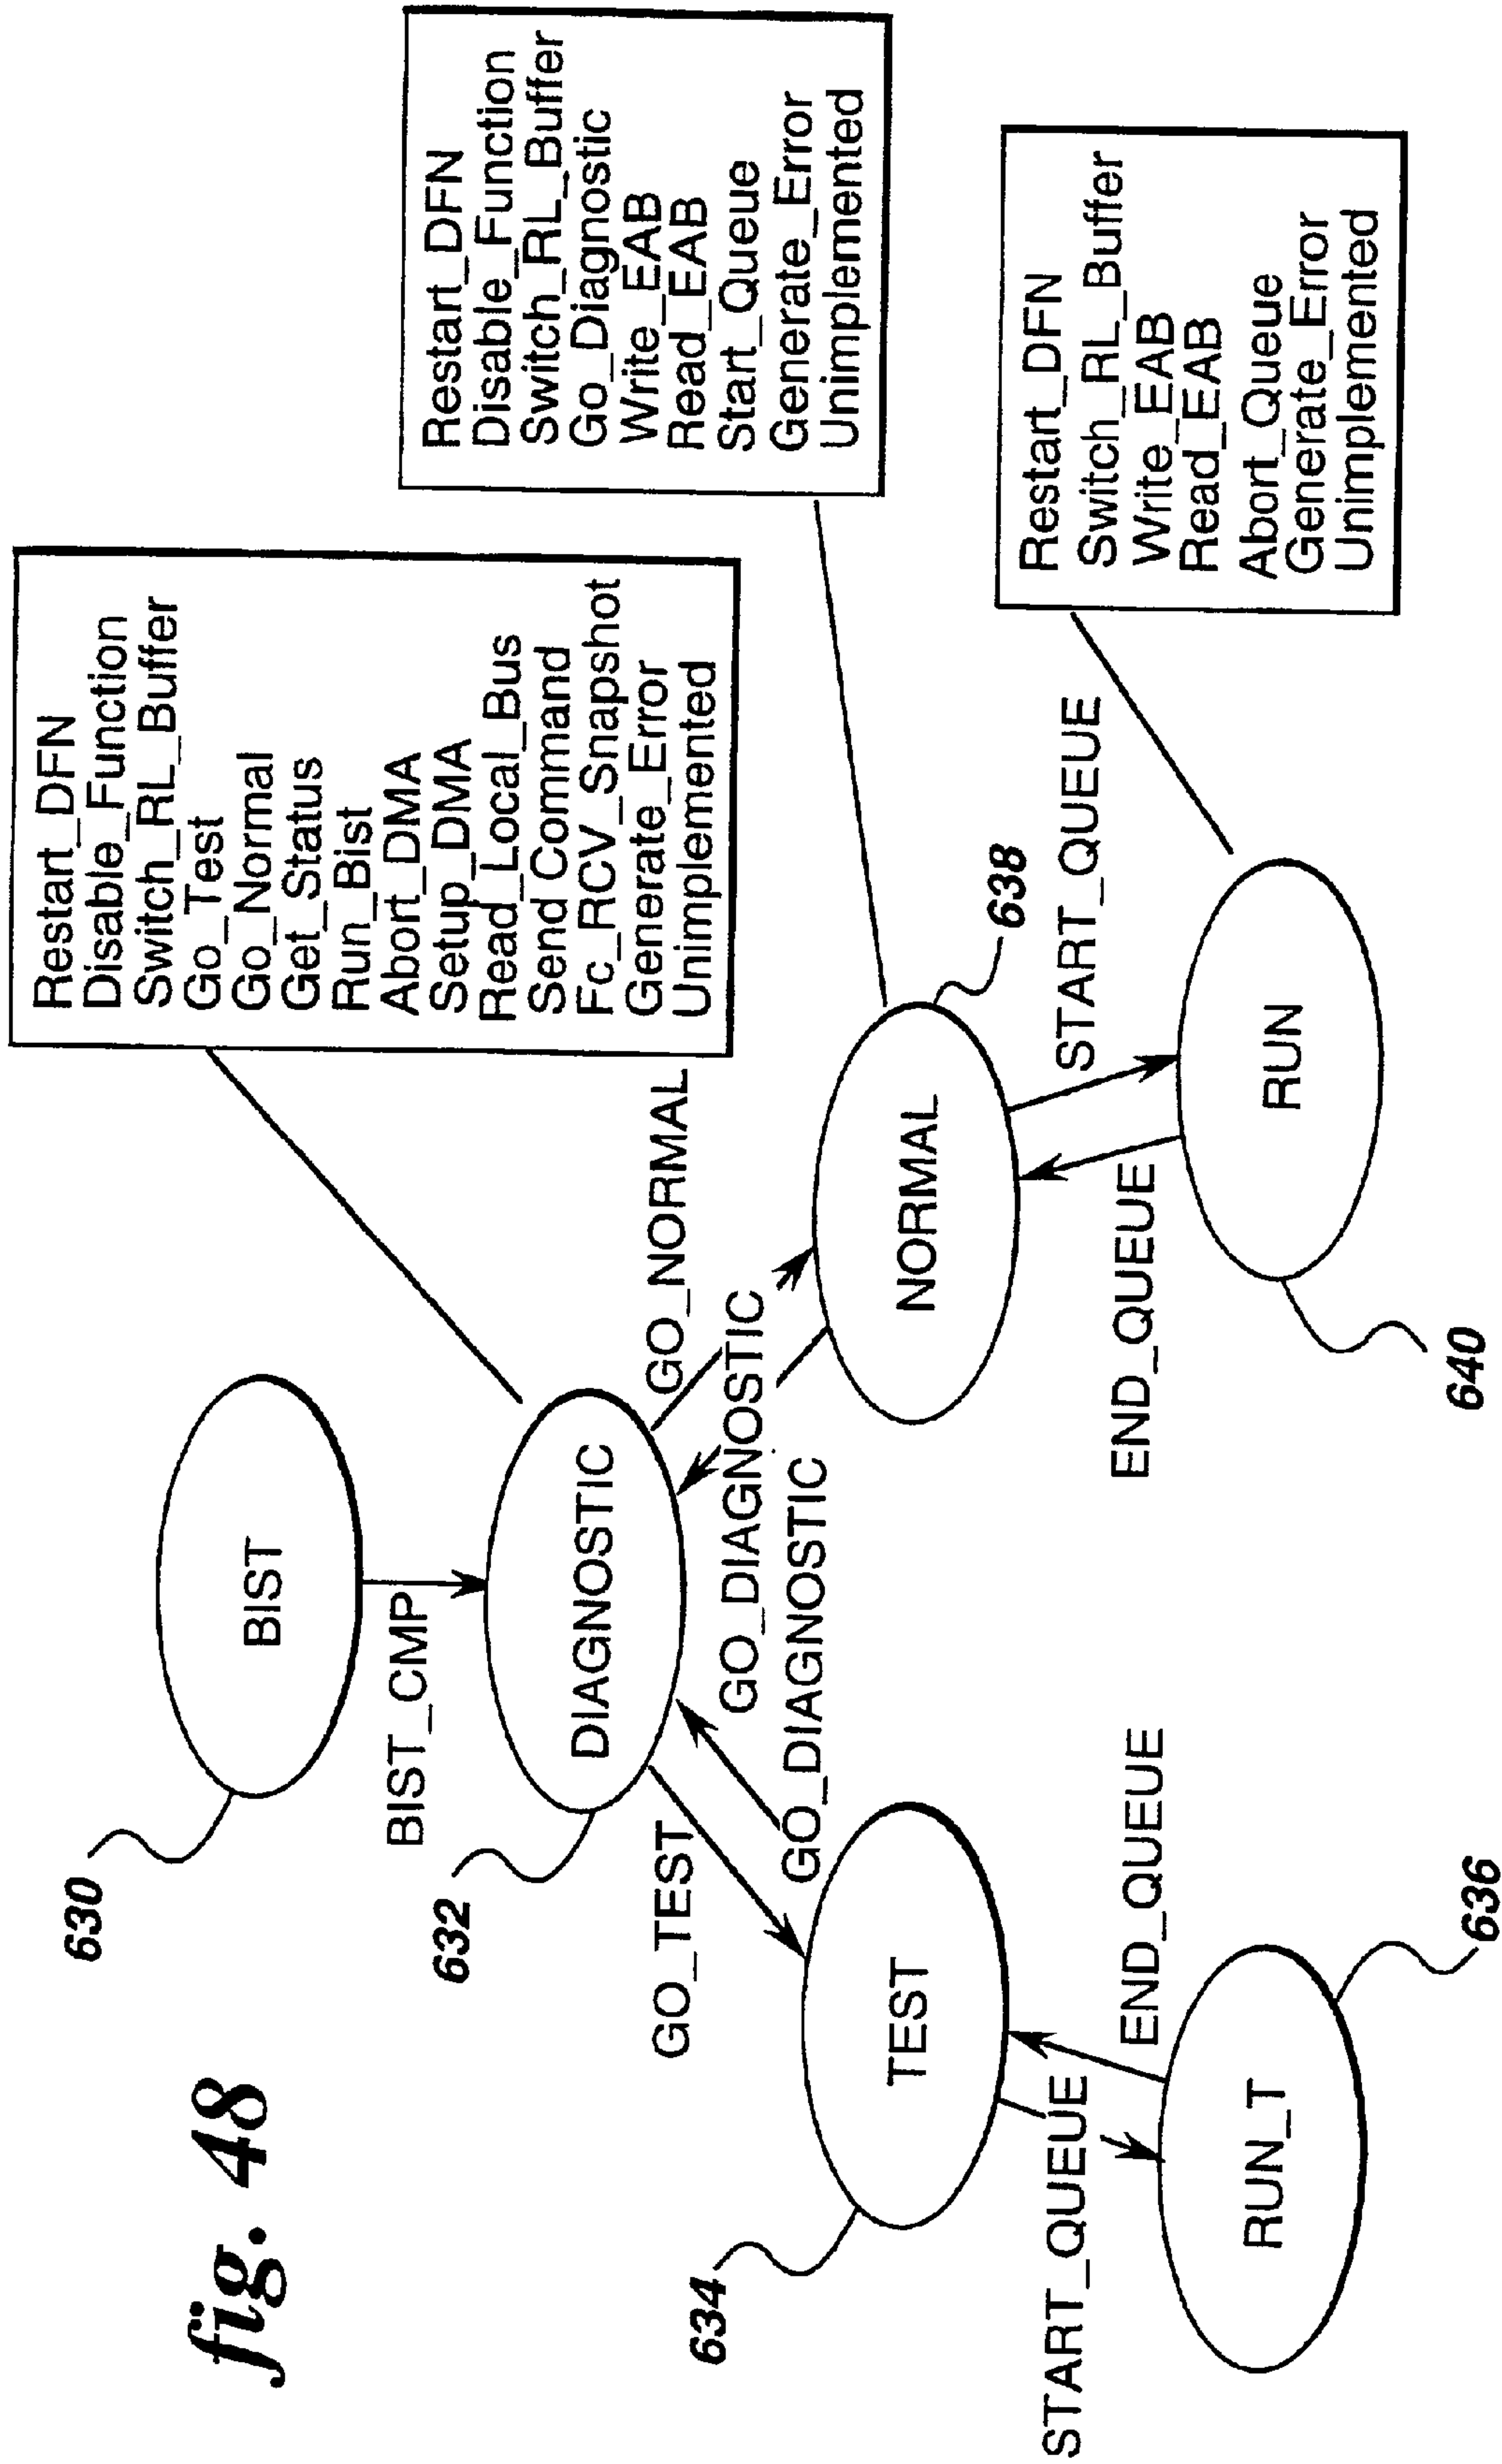 fig. 48
630
BIST
BIST_CMP
632
DIAGNOSTIC
Restart_DFN
Disable_Function
Switch_RL_Buffer
Go_Test
Go_Normal
Get_Status
Run_Bist
Abort_DMA
Setup_DMA
Read_Local_Bus
Send Command
Fc_RCV_Snapshot
Generate_Error
Unimplemented
GO_TEST
GO_NORMAL
GO_DIAGNOSTIC
GO_DIAGNOSTIC
634
TEST
NORMAL
638
Restart_DFN
Disable_Function
Switch_RL_Buffer
Go_Diagnostic
Write_EAB
Read_EAB
Start_Queue
Generate_Error
Unimplemented
START_QUEUE
END_QUEUE
END_QUEUE
START_QUEUE
RUN_T
636
RUN
640
Restart_DFN
Switch_RL_Buffer
Write_EAB
Read_EAB
Abort_Queue
Generate_Error
Unimplemented